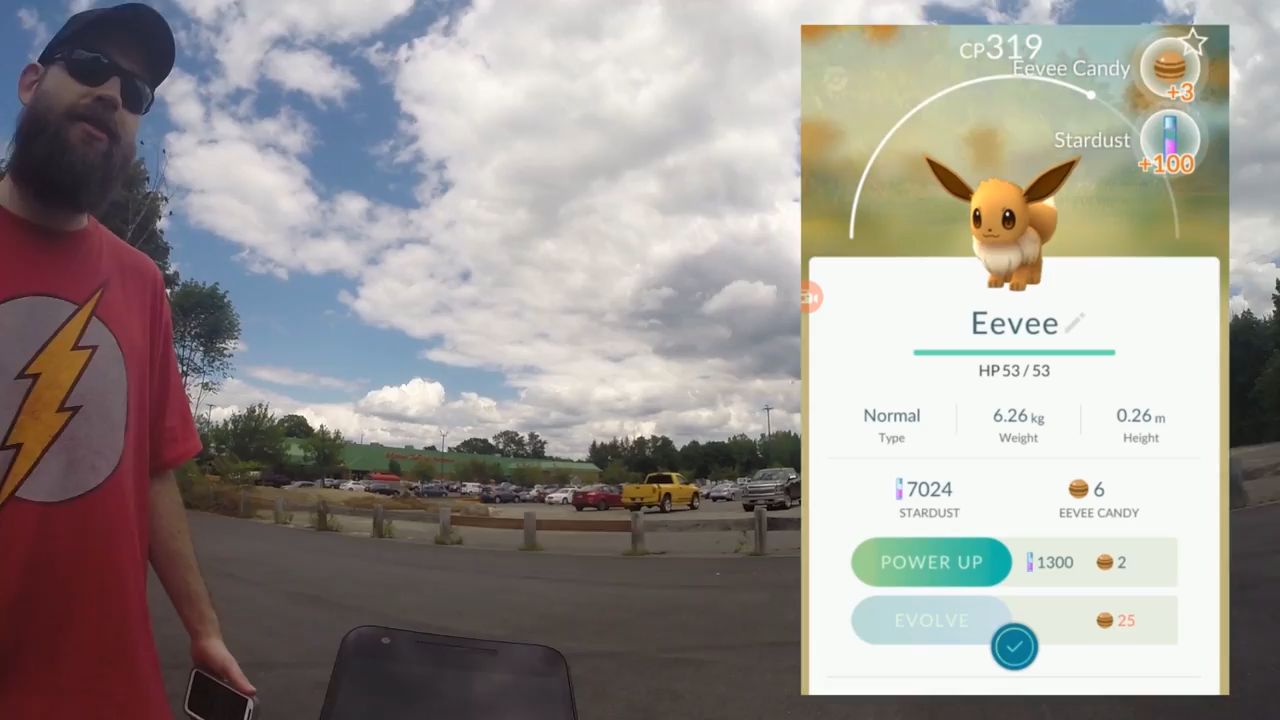 CP319
Eevee Candy
+3
Stardust
+100
Eevee
HP 53 / 53
Normal 6.26 kg 0.26 m
Type Weight Height
7024 6
STARDUST EEVEE CANDY
POWER UP 1300 2
EVOLVE 25